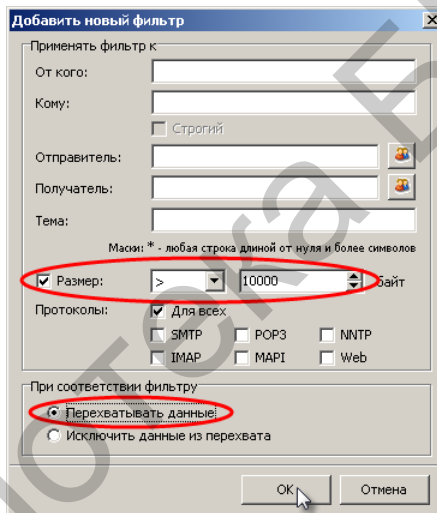 Добавить новый фильтр
Применять фильтр к
От кого:
Кому:
Строгий
Отправитель:
Получатель:
Тема:
Маски: * - любая строка длиной от нуля и более символов
Размер: > 10000 байт
Протоколы: Для всех
SMTP POP3 NNTP
IMAP MAPI Web
При соответствии фильтру
Перехватывать данные
Исключить данные из перехвата
OK Отмена